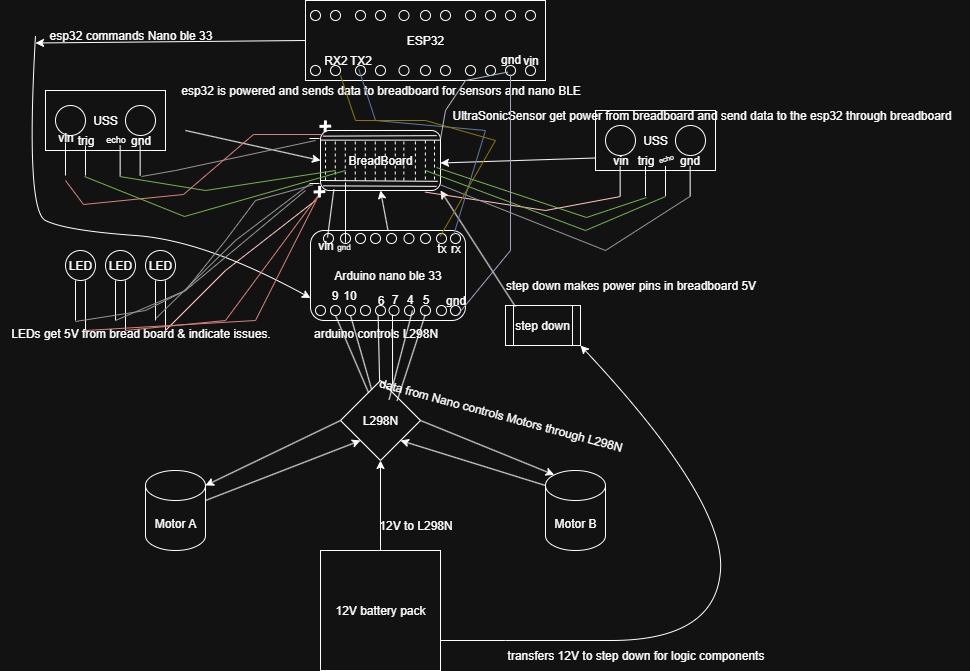 esp32 commands Nano ble 33
ESP32
RX2 TX2
gnd vin
esp32 is powered and sends data to breadboard for sensors and nano BLE
UltraSonicSensor get power from breadboard and send data to the esp32 through breadboard
USS
vin trig echo gnd
+
BreadBoard
+
USS
vin trig echo gnd
vin gnd
tx rx
Arduino nano ble 33
9 10 6 7 4 5 gnd
LED LED LED
LEDs get 5V from bread board & indicate issues.
arduino controls L298N
step down makes power pins in breadboard 5V
step down
data from Nano controls Motors through L298N
L298N
Motor A
Motor B
12V to L298N
12V battery pack
transfers 12V to step down for logic components